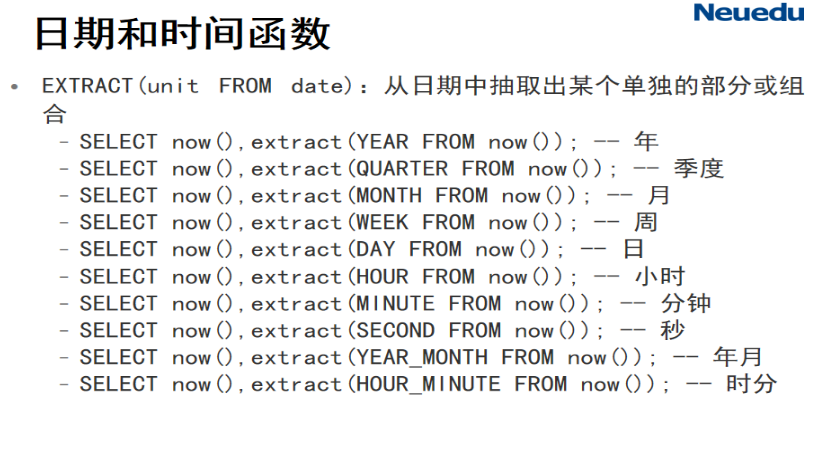 Neuedu
日期和时间函数
• EXTRACT(unit FROM date)：从日期中抽取出某个单独的部分或组
合
– SELECT now(),extract(YEAR FROM now()); -- 年
– SELECT now(),extract(QUARTER FROM now()); -- 季度
– SELECT now(),extract(MONTH FROM now()); -- 月
– SELECT now(),extract(WEEK FROM now()); -- 周
– SELECT now(),extract(DAY FROM now()); -- 日
– SELECT now(),extract(HOUR FROM now()); -- 小时
– SELECT now(),extract(MINUTE FROM now()); -- 分钟
– SELECT now(),extract(SECOND FROM now()); -- 秒
– SELECT now(),extract(YEAR_MONTH FROM now()); -- 年月
– SELECT now(),extract(HOUR_MINUTE FROM now()); -- 时分